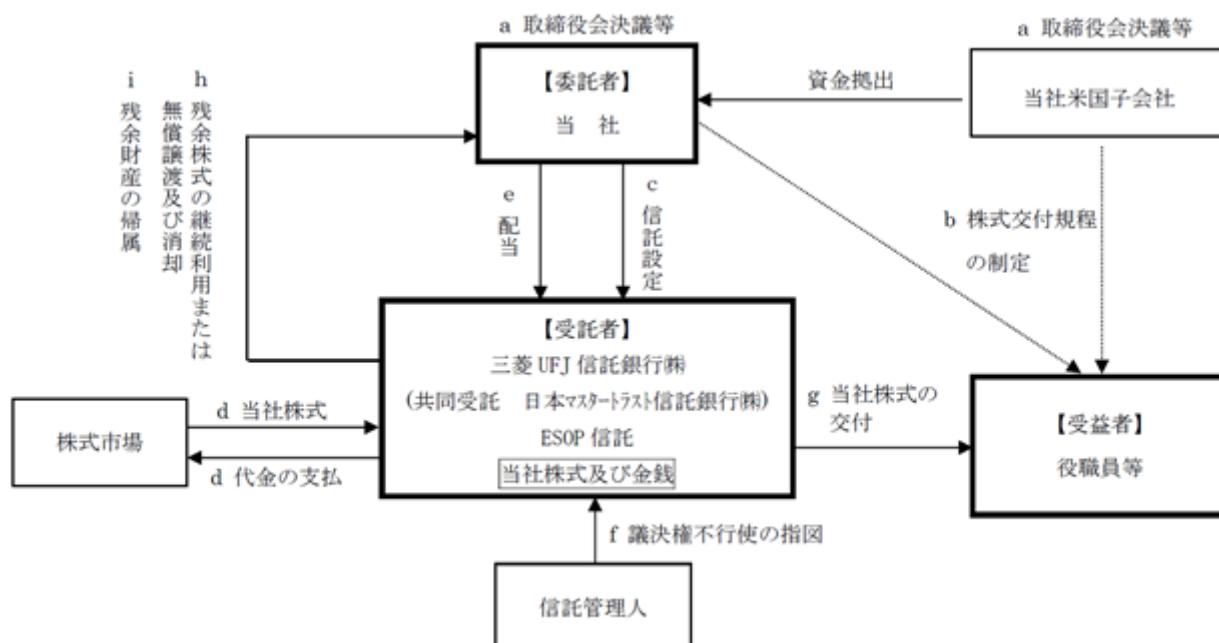 a 取締役会決議等
a 取締役会決議等
【委託者】
当 社
資金拠出
当社米国子会社
i 残余財産の帰属
h 残余株式の継続利用または
無償譲渡及び消却
e 配当
c 信託設定
b 株式交付規程
の制定
【受託者】
三菱 UFJ 信託銀行㈱
(共同受託 日本マスタートラスト信託銀行㈱)
ESOP 信託
当社株式及び金銭
株式市場
d 当社株式
d 代金の支払
g 当社株式の
交付
【受益者】
役職員等
f 議決権不行使の指図
信託管理人